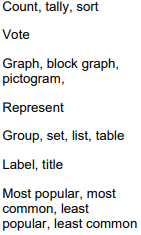 Count, tally, sort
Vote
Graph, block graph,
pictogram,
Represent
Group, set, list, table
Label, title
Most popular, most
common, least
popular, least common